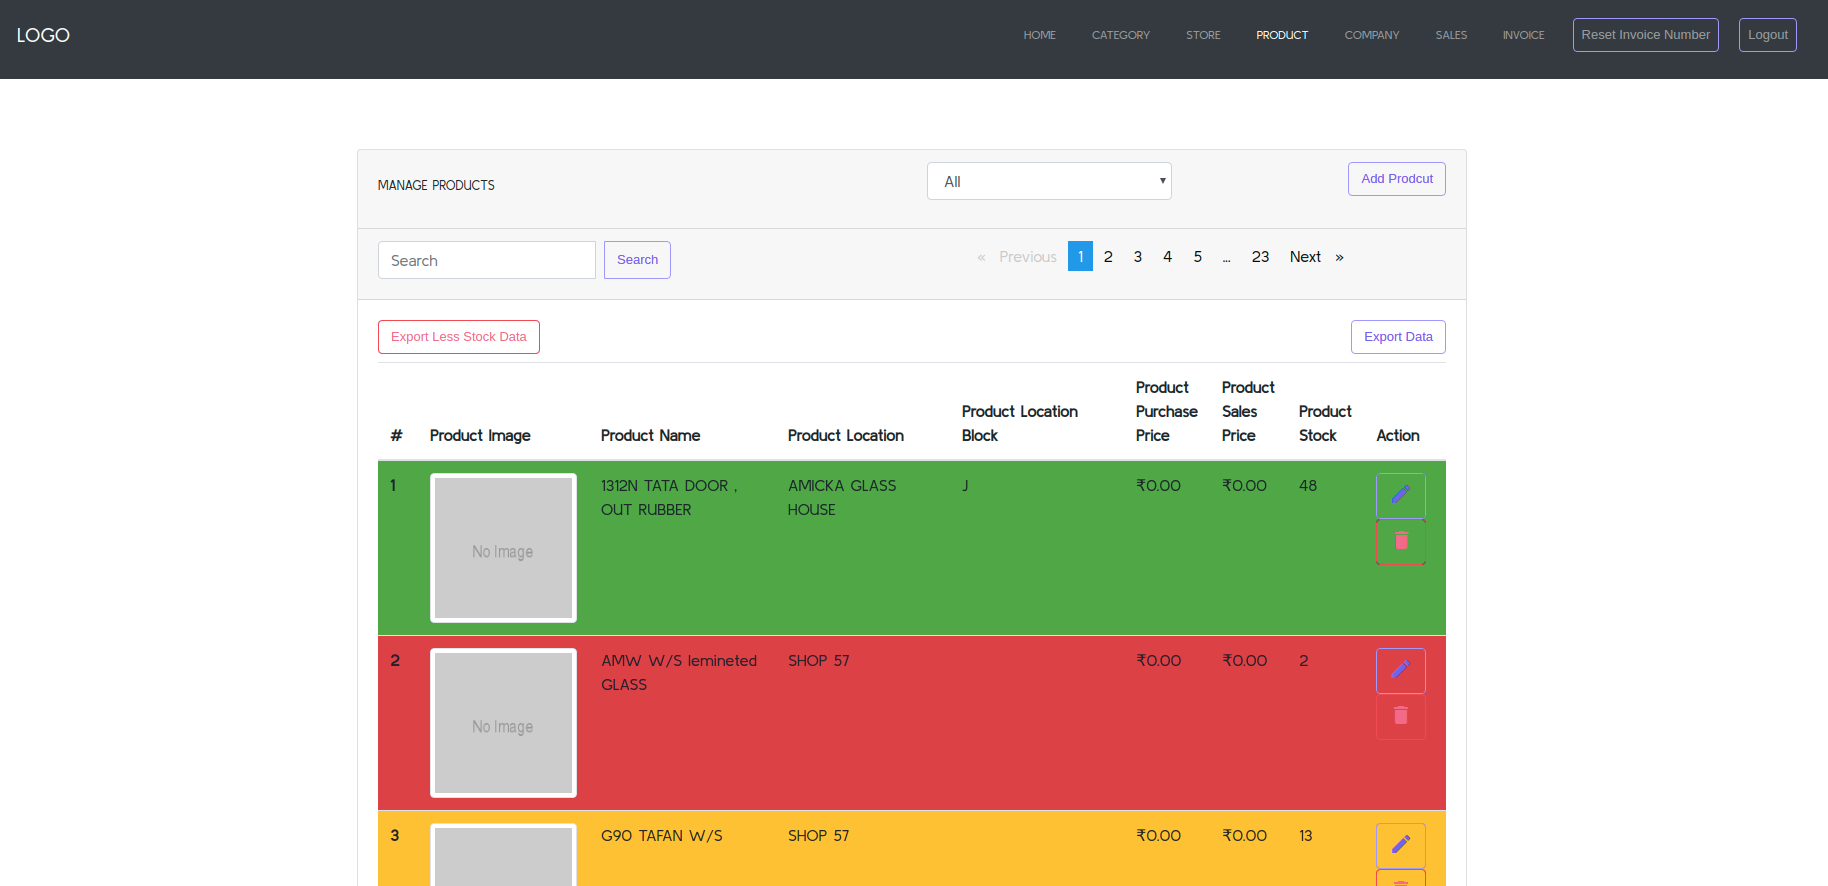 LOGO
HOME CATEGORY STORE PRODUCT COMPANY SALES INVOICE Reset Invoice Number Logout
MANAGE PRODUCTS All Add Prodcut
Search Search « Previous 1 2 3 4 5 ... 23 Next »
Export Less Stock Data Export Data
# Product Image Product Name Product Location Product Location Block Product Purchase Price Product Sales Price Product Stock Action
1 No Image 1312N TATA DOOR , OUT RUBBER AMICKA GLASS HOUSE J ₹0.00 ₹0.00 48
2 No Image AMW W/S lemineted GLASS SHOP 57 ₹0.00 ₹0.00 2
3 G90 TAFAN W/S SHOP 57 ₹0.00 ₹0.00 13